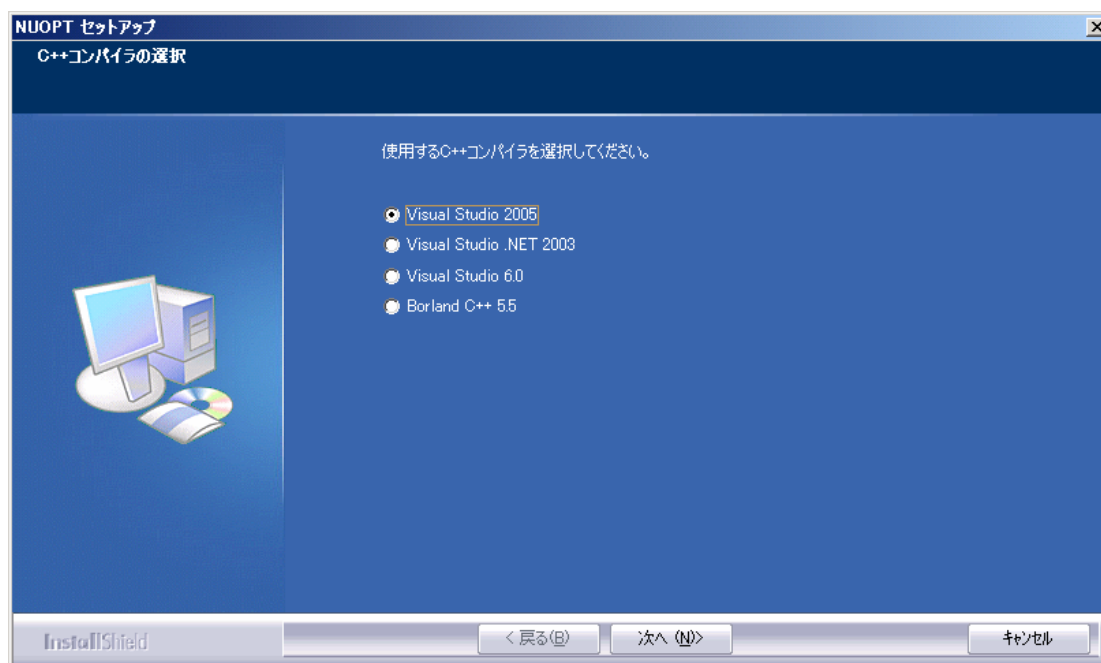 NUOPT セットアップ
C++コンパイラの選択
使用するC++コンパイラを選択してください。
Visual Studio 2005
Visual Studio .NET 2003
Visual Studio 6.0
Borland C++ 5.5
InstallShield
< 戻る(B)
次へ (N)>
キャンセル